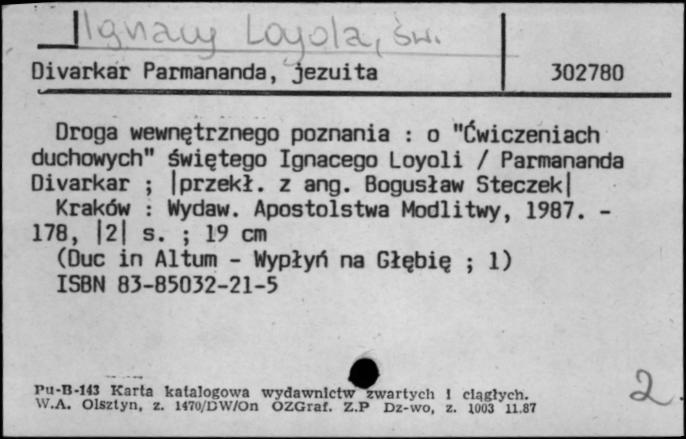 Ignacy Loyola, św.
Divarkar Parmananda, jezuita 302780
Droga wewnętrznego poznania : o "Ćwiczeniach
duchowych" świętego Ignacego Loyoli / Parmananda
Divarkar ; |przekł. z ang. Bogusław Steczek|
Kraków : Wydaw. Apostolstwa Modlitwy, 1987. -
178, |2| s. ; 19 cm
(Duc in Altum - Wypłyń na Głębię ; 1)
ISBN 83-85032-21-5
Pu-B-143 Karta katalogowa wydawnictw zwartych i ciągłych.
W.A. Olsztyn, z. 1470/DW/On OZGraf. Z.P Dz-wo, z. 1003 11.87
2